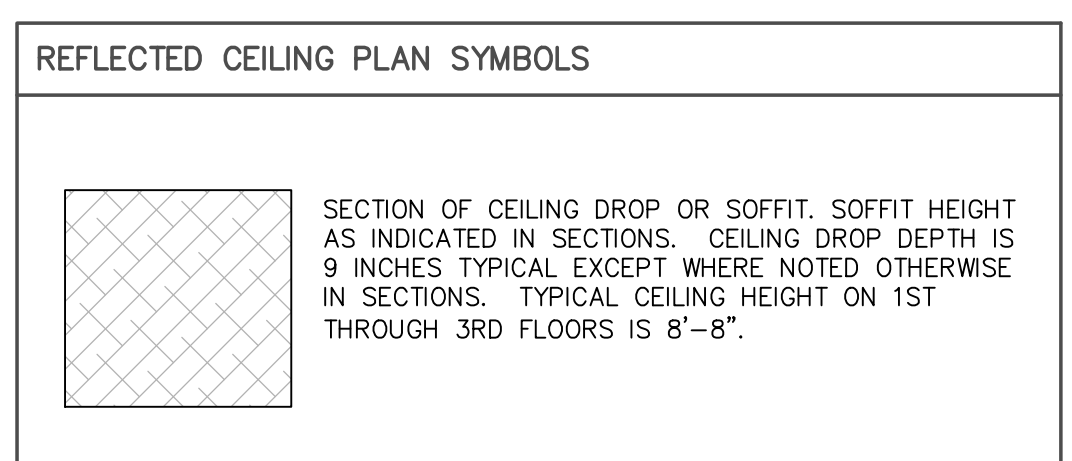 REFLECTED CEILING PLAN SYMBOLS
SECTION OF CEILING DROP OR SOFFIT. SOFFIT HEIGHT
AS INDICATED IN SECTIONS.  CEILING DROP DEPTH IS
9 INCHES TYPICAL EXCEPT WHERE NOTED OTHERWISE
IN SECTIONS.  TYPICAL CEILING HEIGHT ON 1ST
THROUGH 3RD FLOORS IS 8’–8”.